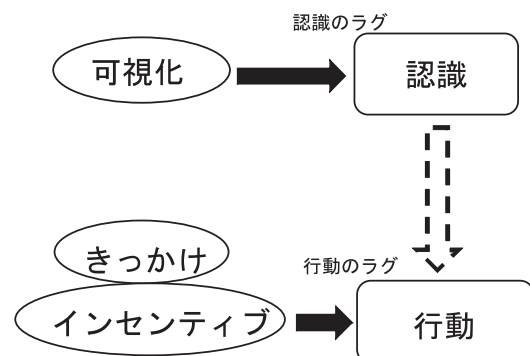 認識のラグ
可視化
認識
きっかけ
行動のラグ
インセンティブ
行動